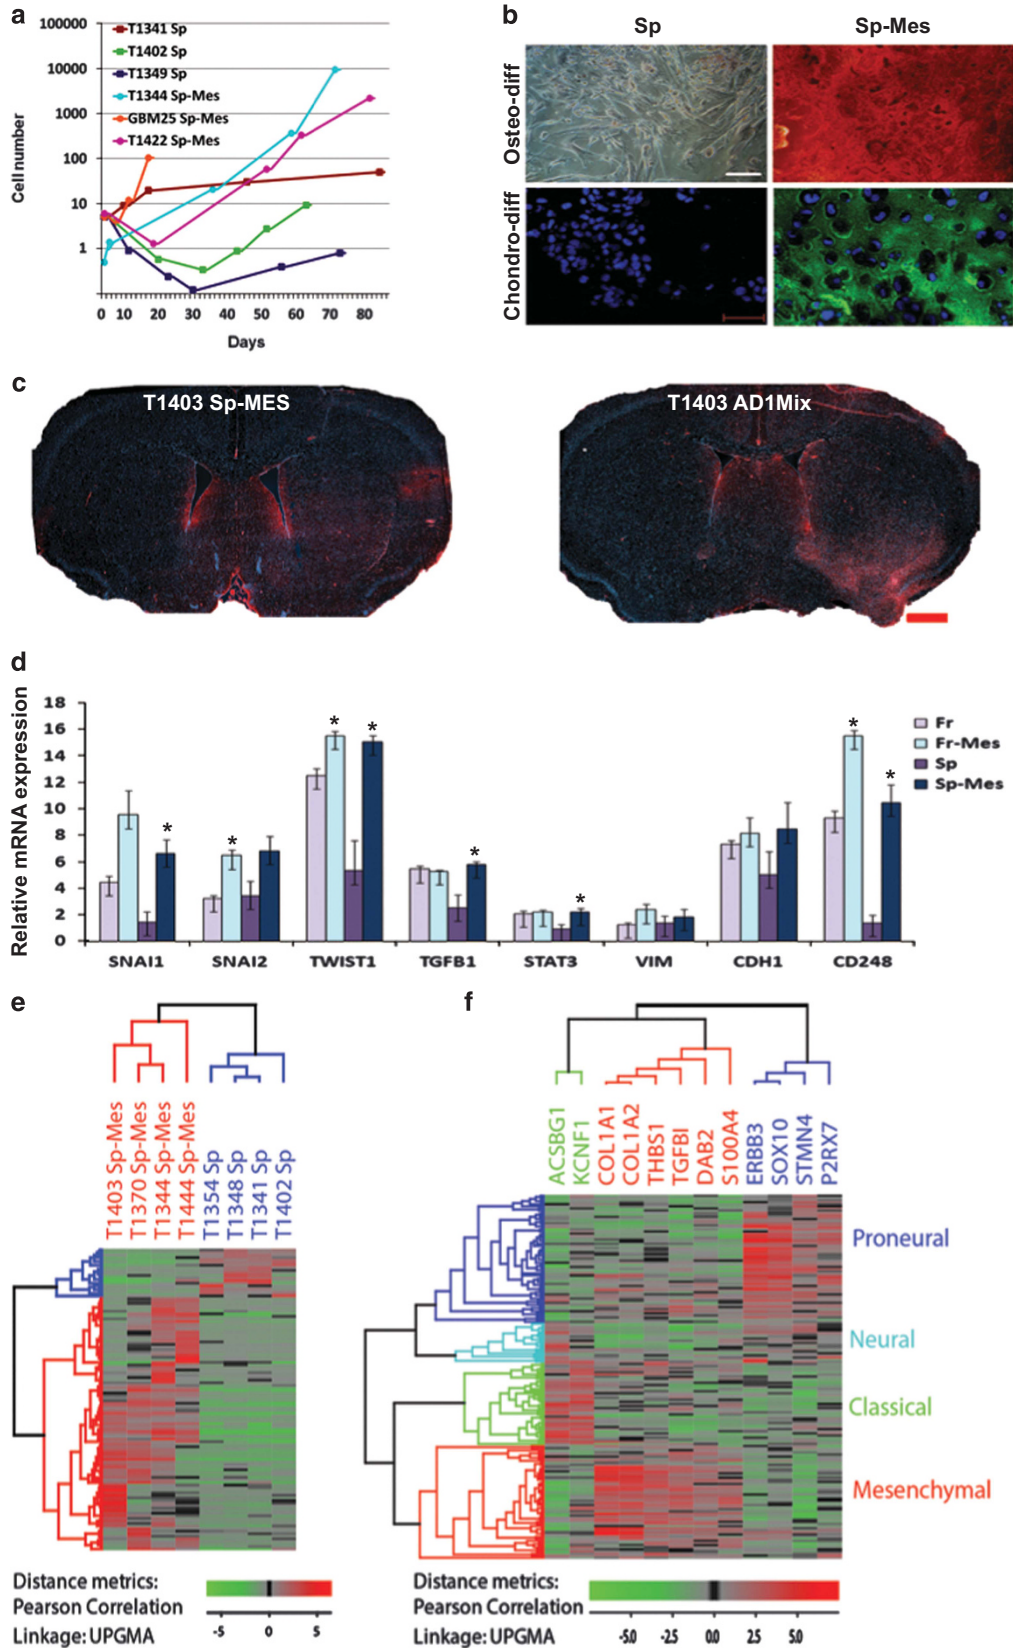 a
100000
10000
1000
100
10
1
Cell number
T1341 Sp
T1402 Sp
T1349 Sp
T1344 Sp-Mes
GBM25 Sp-Mes
T1422 Sp-Mes
0 10 20 30 40 50 60 70 80
Days
b
Sp Sp-Mes
Osteo-diff
Chondro-diff
c
T1403 Sp-MES
T1403 AD1Mix
d
Relative mRNA expression
18
16
14
12
10
8
6
4
2
0
* * * * * * * *
Fr
Fr-Mes
Sp
Sp-Mes
SNAI1 SNAI2 TWIST1 TGFB1 STAT3 VIM CDH1 CD248
e
T1403 Sp-Mes
T1370 Sp-Mes
T1344 Sp-Mes
T1444 Sp-Mes
T1354 Sp
T1348 Sp
T1341 Sp
T1402 Sp
Distance metrics:
Pearson Correlation
Linkage: UPGMA
-5 0 5
f
ACSBG1
KCNF1
COL1A1
COL1A2
THBS1
TGFBI
DAB2
S100A4
ERBB3
SOX10
STMN4
P2RX7
Proneural
Neural
Classical
Mesenchymal
Distance metrics:
Pearson Correlation
Linkage: UPGMA
-5.0 -2.5 0.0 2.5 5.0